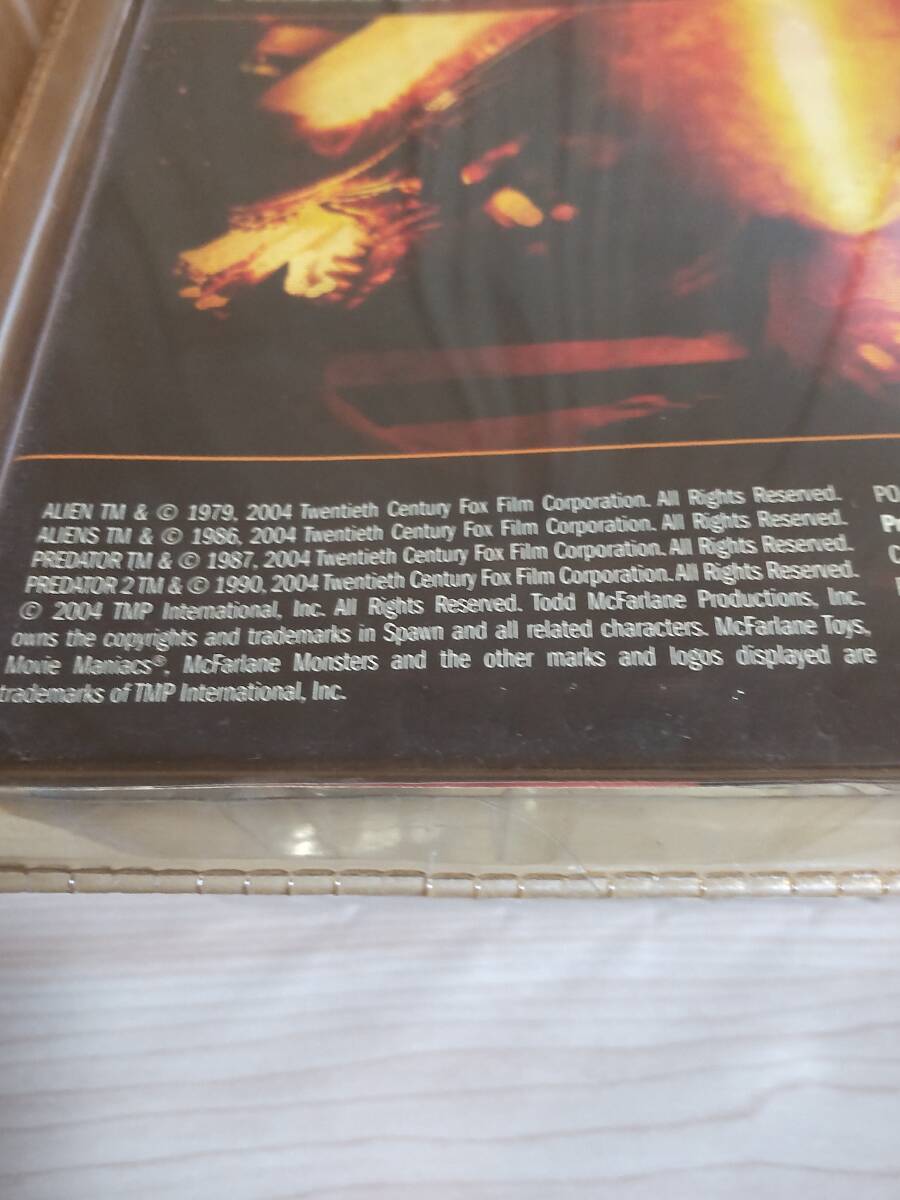 ALIEN TM & © 1979, 2004 Twentieth Century Fox Film Corporation. All Rights Reserved.
ALIENS TM & © 1986, 2004 Twentieth Century Fox Film Corporation. All Rights Reserved.
PREDATOR TM & © 1987, 2004 Twentieth Century Fox Film Corporation. All Rights Reserved.
PREDATOR 2 TM & © 1990, 2004 Twentieth Century Fox Film Corporation. All Rights Reserved.
© 2004 TMP International, Inc. All Rights Reserved. Todd McFarlane Productions, Inc.
owns the copyrights and trademarks in Spawn and all related characters. McFarlane Toys,
Movie Maniacs®, McFarlane Monsters and the other marks and logos displayed are
trademarks of TMP International, Inc.
PO